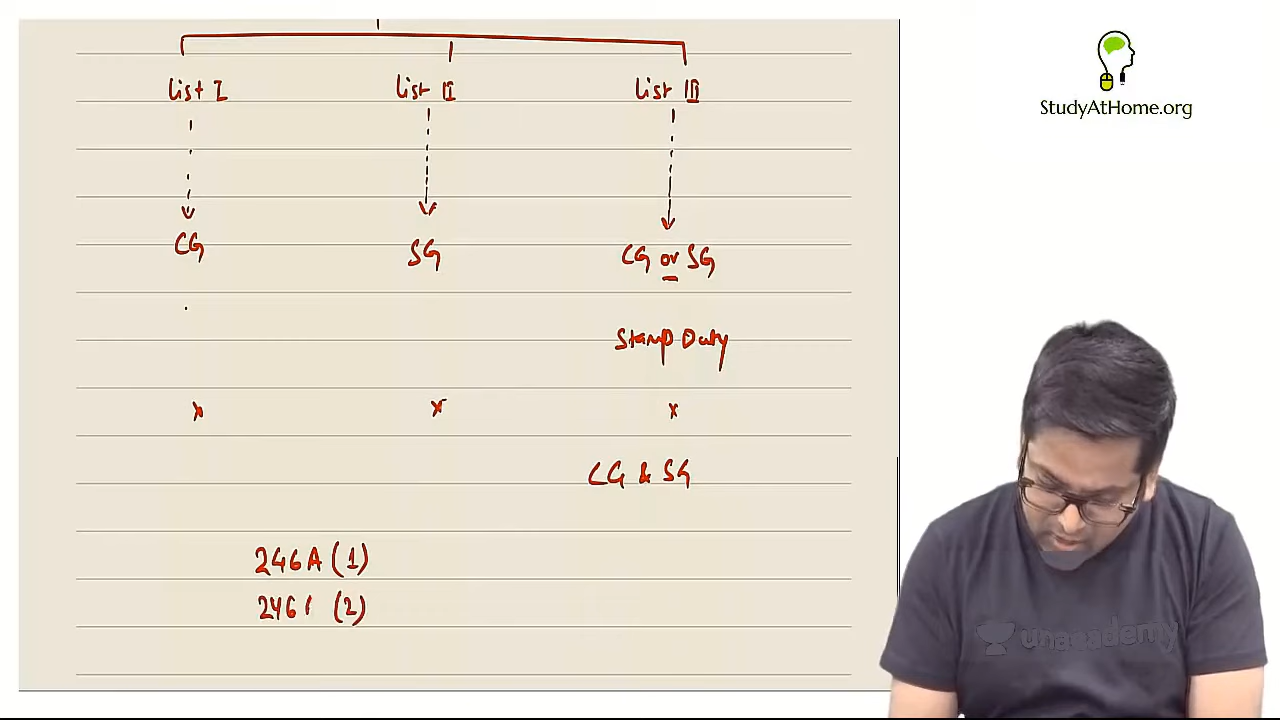 List I List II List III
StudyAtHome.org
CG SG CG or SG
Stamp Duty
x x x
CG & SG
246A (1)
246 (2)
unacademy